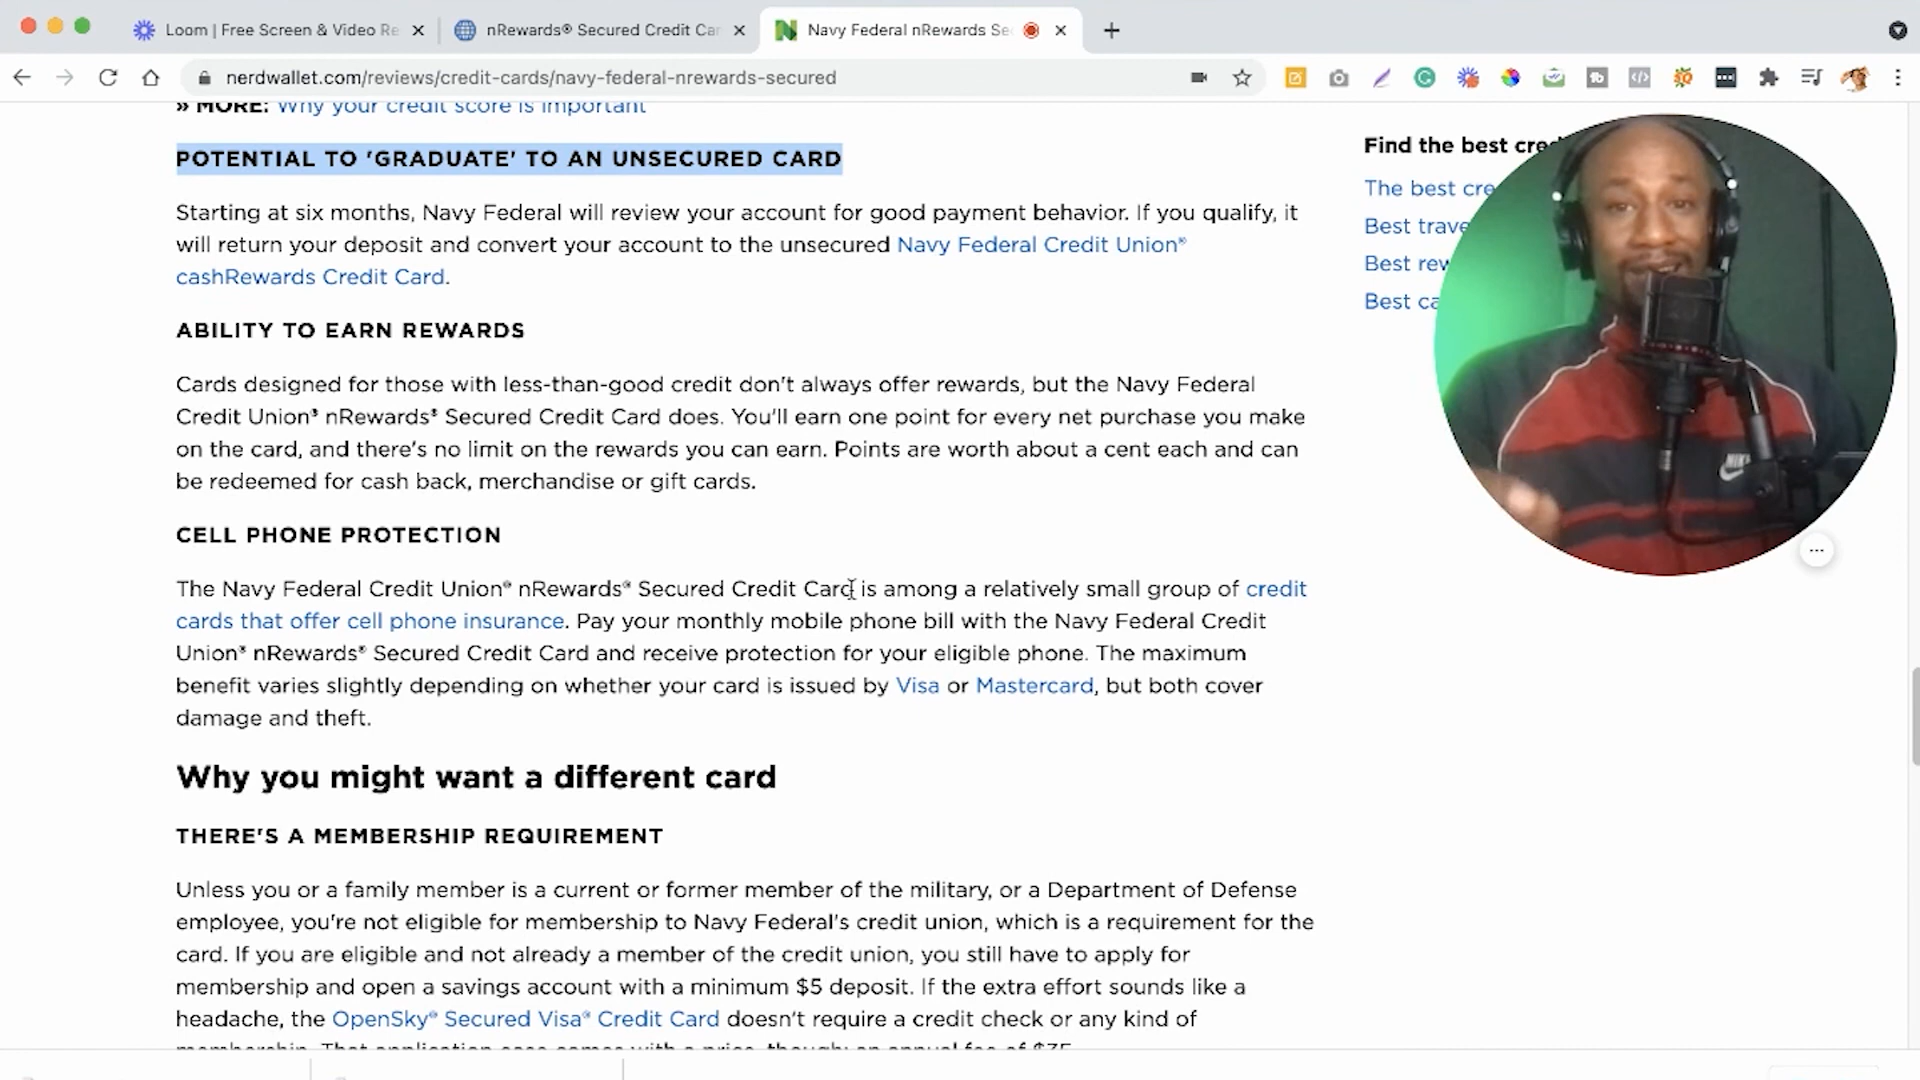 Loom | Free Screen & Video Re
nRewards® Secured Credit Car
Navy Federal nRewards Sec
nerdwallet.com/reviews/credit-cards/navy-federal-nrewards-secured
» MORE: Why your credit score is important
POTENTIAL TO 'GRADUATE' TO AN UNSECURED CARD
Starting at six months, Navy Federal will review your account for good payment behavior. If you qualify, it
will return your deposit and convert your account to the unsecured Navy Federal Credit Union®
cashRewards Credit Card.
ABILITY TO EARN REWARDS
Cards designed for those with less-than-good credit don't always offer rewards, but the Navy Federal
Credit Union® nRewards® Secured Credit Card does. You'll earn one point for every net purchase you make
on the card, and there's no limit on the rewards you can earn. Points are worth about a cent each and can
be redeemed for cash back, merchandise or gift cards.
CELL PHONE PROTECTION
The Navy Federal Credit Union® nRewards® Secured Credit Card is among a relatively small group of credit
cards that offer cell phone insurance. Pay your monthly mobile phone bill with the Navy Federal Credit
Union® nRewards® Secured Credit Card and receive protection for your eligible phone. The maximum
benefit varies slightly depending on whether your card is issued by Visa or Mastercard, but both cover
damage and theft.
Why you might want a different card
THERE'S A MEMBERSHIP REQUIREMENT
Unless you or a family member is a current or former member of the military, or a Department of Defense
employee, you're not eligible for membership to Navy Federal's credit union, which is a requirement for the
card. If you are eligible and not already a member of the credit union, you still have to apply for
membership and open a savings account with a minimum $5 deposit. If the extra effort sounds like a
headache, the OpenSky® Secured Visa® Credit Card doesn't require a credit check or any kind of
Find the best cre
The best cre
Best trave
Best rew
Best ca
NIKE